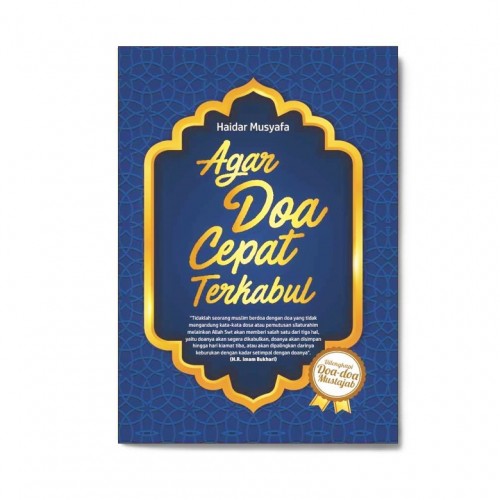 Haidar Musyafa
Agar
Doa
Cepat
Terkabul
"Tidaklah seorang muslim berdoa dengan doa yang tidak
mengandung kata-kata dosa atau pemutusan silaturahim
melainkan Allah Swt akan memberi salah satu dari tiga hal,
yaitu doanya akan segera dikabulkan, doanya akan disimpan
hingga hari kiamat tiba, atau akan dipalingkan darinya
keburukan dengan kadar setimpal dengan doanya".
(H.R. Imam Bukhari)
Dilengkapi
Doa-doa
Mustajab